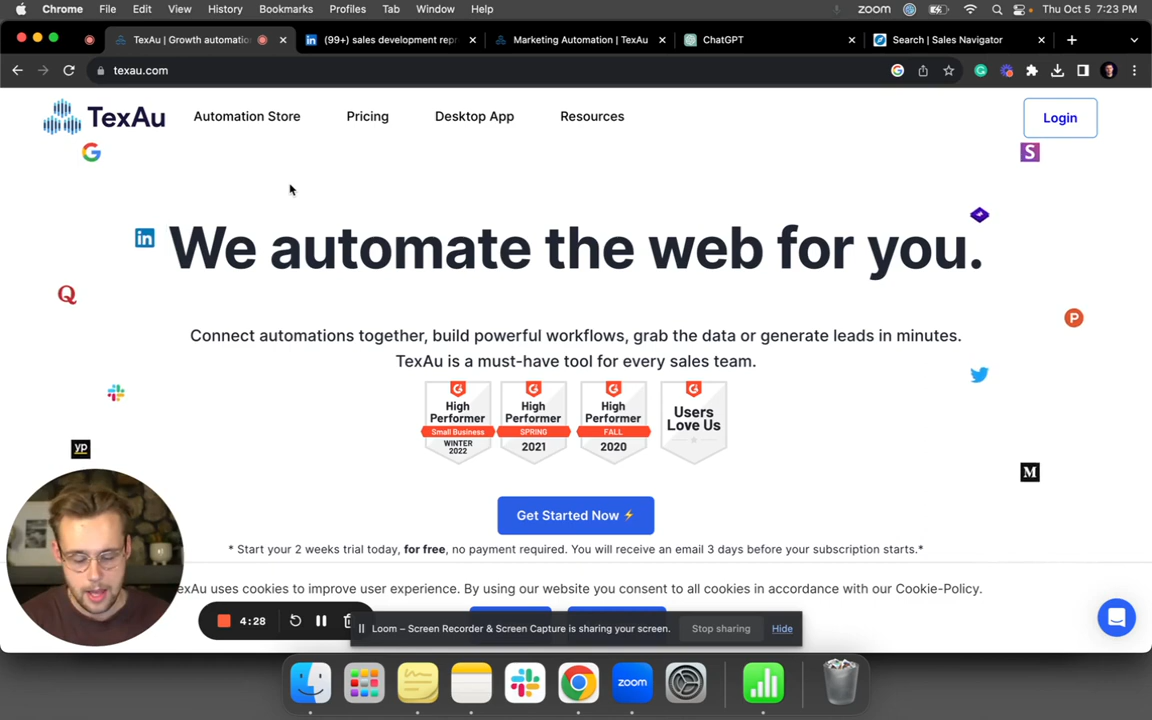 Chrome File Edit View History Bookmarks Profiles Tab Window Help zoom Thu Oct 5 7:23 PM
TexAu | Growth automatio (99+) sales development repr Marketing Automation | TexAu ChatGPT Search | Sales Navigator
texau.com
TexAu Automation Store Pricing Desktop App Resources Login
G S
in
We automate the web for you.
Q
P
Connect automations together, build powerful workflows, grab the data or generate leads in minutes.
TexAu is a must-have tool for every sales team.
High
Performer
Small Business
WINTER
2022
High
Performer
SPRING
2021
High
Performer
FALL
2020
Users
Love Us
yp
M
Get Started Now ⚡
* Start your 2 weeks trial today, for free, no payment required. You will receive an email 3 days before your subscription starts.*
exAu uses cookies to improve user experience. By using our website you consent to all cookies in accordance with our Cookie-Policy.
4:28
Loom – Screen Recorder & Screen Capture is sharing your screen. Stop sharing Hide
zoom